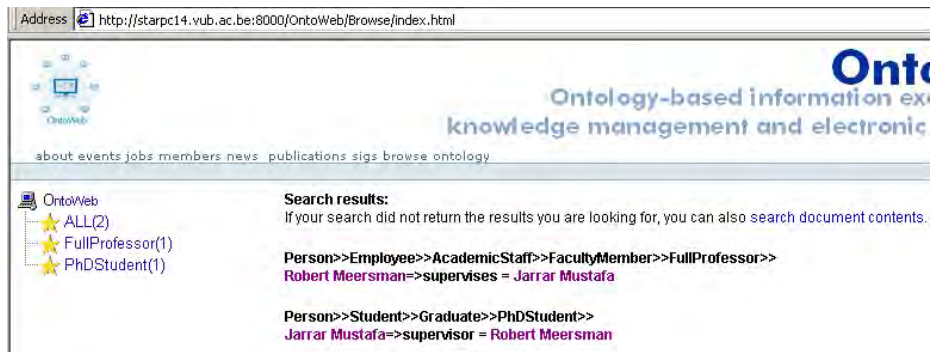 Address http://starpc14.vub.ac.be:8000/OntoWeb/Browse/index.html
OntoWeb
Onto
Ontology-based information exc
knowledge management and electronic
about events jobs members news publications sigs browse ontology
OntoWeb
ALL(2)
FullProfessor(1)
PhDStudent(1)
Search results:
If your search did not return the results you are looking for, you can also search document contents.
Person>>Employee>>AcademicStaff>>FacultyMember>>FullProfessor>>
Robert Meersman=>supervises = Jarrar Mustafa
Person>>Student>>Graduate>>PhDStudent>>
Jarrar Mustafa=>supervisor = Robert Meersman